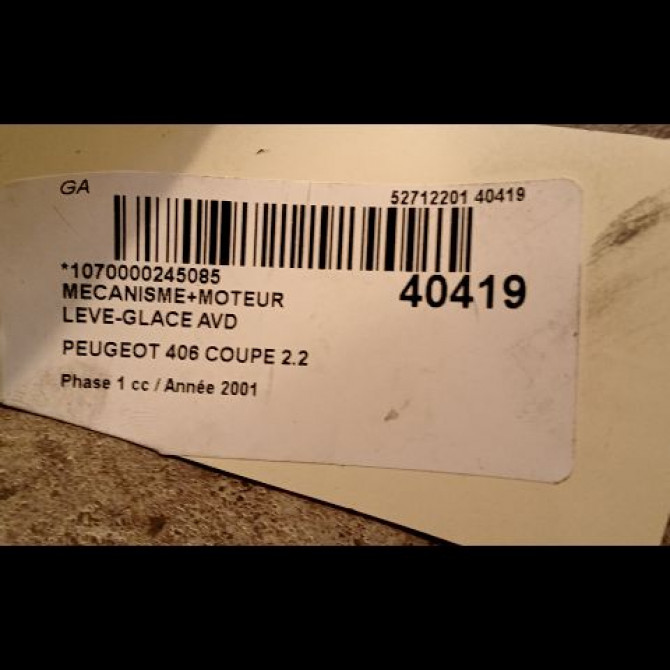 GA
52712201 40419
*1070000245085
40419
MECANISME+MOTEUR
LEVE-GLACE AVD
PEUGEOT 406 COUPE 2.2
Phase 1 cc / Année 2001